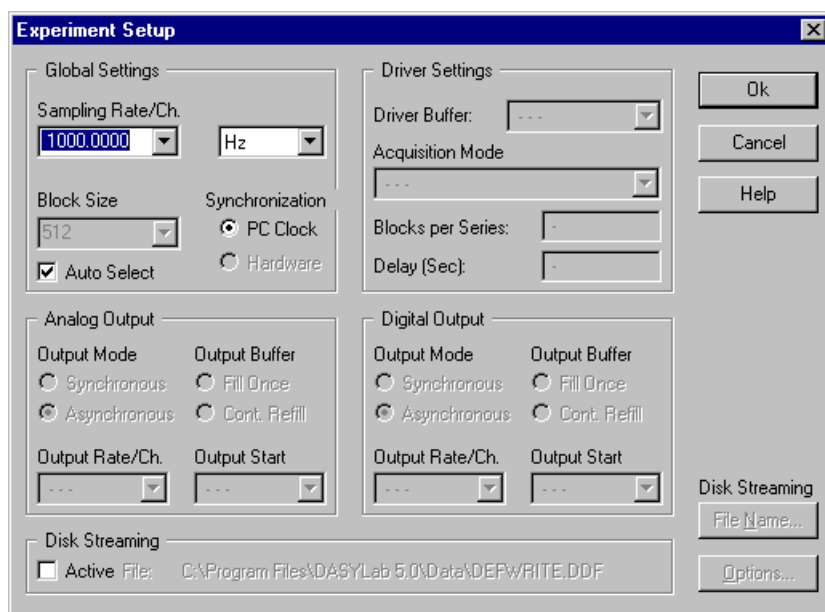 Experiment Setup
Global Settings
Sampling Rate/Ch.
1000.0000
Hz
Block Size
512
Auto Select
Synchronization
PC Clock
Hardware
Driver Settings
Driver Buffer: - - -
Acquisition Mode
- - -
Blocks per Series: -
Delay (Sec): -
Ok
Cancel
Help
Analog Output
Output Mode
Synchronous
Asynchronous
Output Buffer
Fill Once
Cont. Refill
Output Rate/Ch.
- - -
Output Start
- - -
Digital Output
Output Mode
Synchronous
Asynchronous
Output Buffer
Fill Once
Cont. Refill
Output Rate/Ch.
- - -
Output Start
- - -
Disk Streaming
File Name...
Options...
Disk Streaming
Active File: C:\Program Files\DASYLab 5.0\Data\DEFWRITE.DDF